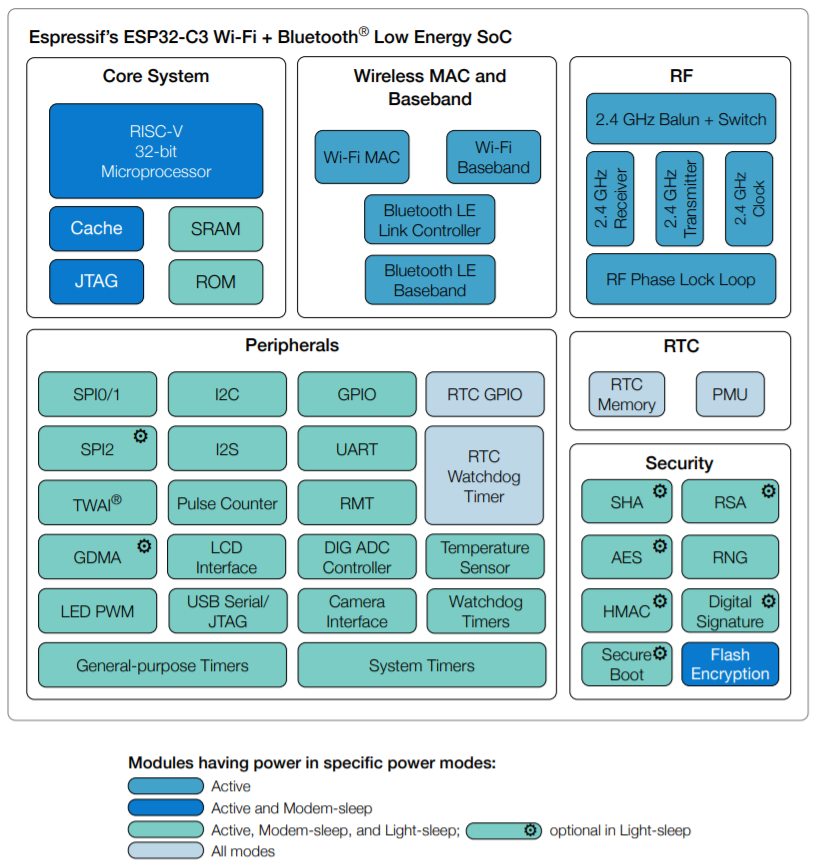 Espressif’s ESP32-C3 Wi-Fi + Bluetooth® Low Energy SoC
Core System
RISC-V
32-bit
Microprocessor
Cache
SRAM
JTAG
ROM
Wireless MAC and
Baseband
Wi-Fi MAC
Wi-Fi
Baseband
Bluetooth LE
Link Controller
Bluetooth LE
Baseband
RF
2.4 GHz Balun + Switch
2.4 GHz
Receiver
2.4 GHz
Transmitter
2.4 GHz
Clock
RF Phase Lock Loop
Peripherals
SPI0/1
I2C
GPIO
RTC GPIO
SPI2
I2S
UART
RTC
Watchdog
Timer
TWAI®
Pulse Counter
RMT
GDMA
LCD
Interface
DIG ADC
Controller
Temperature
Sensor
LED PWM
USB Serial/
JTAG
Camera
Interface
Watchdog
Timers
General-purpose Timers
System Timers
RTC
RTC
Memory
PMU
Security
SHA
RSA
AES
RNG
HMAC
Digital
Signature
Secure
Boot
Flash
Encryption
Modules having power in specific power modes:
Active
Active and Modem-sleep
Active, Modem-sleep, and Light-sleep; optional in Light-sleep
All modes